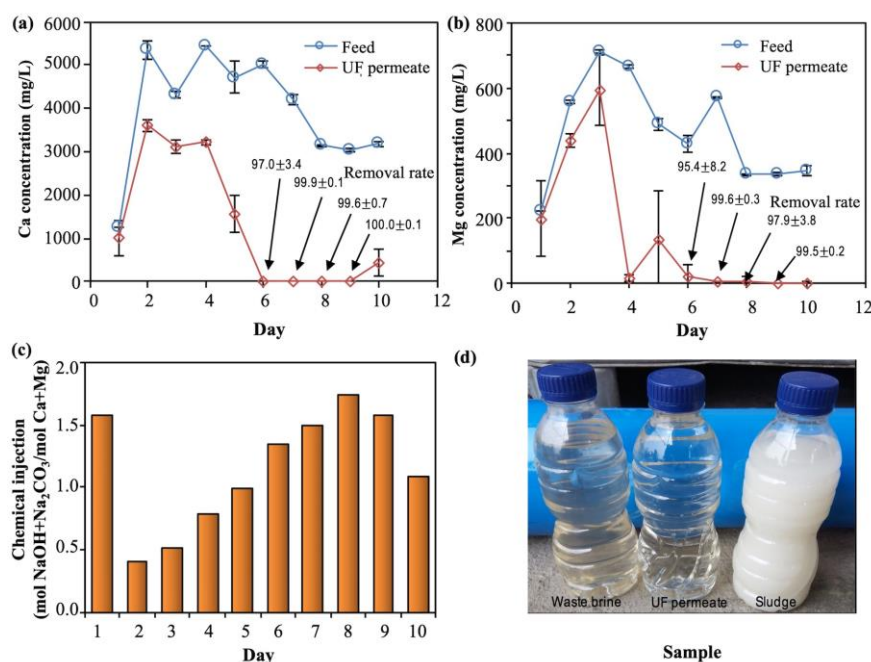 (a)
6000
5000
4000
3000
2000
1000
0
Ca concentration (mg/L)
Feed
UF permeate
97.0±3.4
Removal rate
99.9±0.1
99.6±0.7
100.0±0.1
0 2 4 6 8 10 12
Day
(b)
800
600
400
200
0
Mg concentration (mg/L)
Feed
UF permeate
95.4±8.2
99.6±0.3
Removal rate
97.9±3.8
99.5±0.2
0 2 4 6 8 10 12
Day
(c)
2.0
1.5
1.0
0.5
0.0
Chemical injection
(mol NaOH+Na₂CO₃/mol Ca+Mg)
1 2 3 4 5 6 7 8 9 10
Day
(d)
Waste brine UF permeate Sludge
Sample